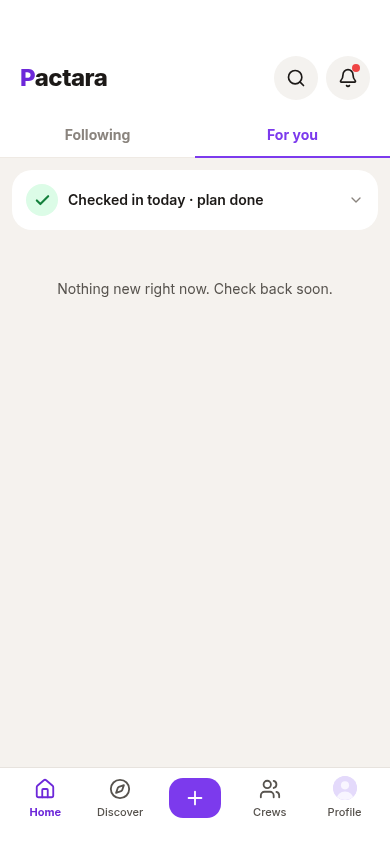 Pactara
Following
For you
Checked in today · plan done
Nothing new right now. Check back soon.
Home
Discover
Crews
Profile